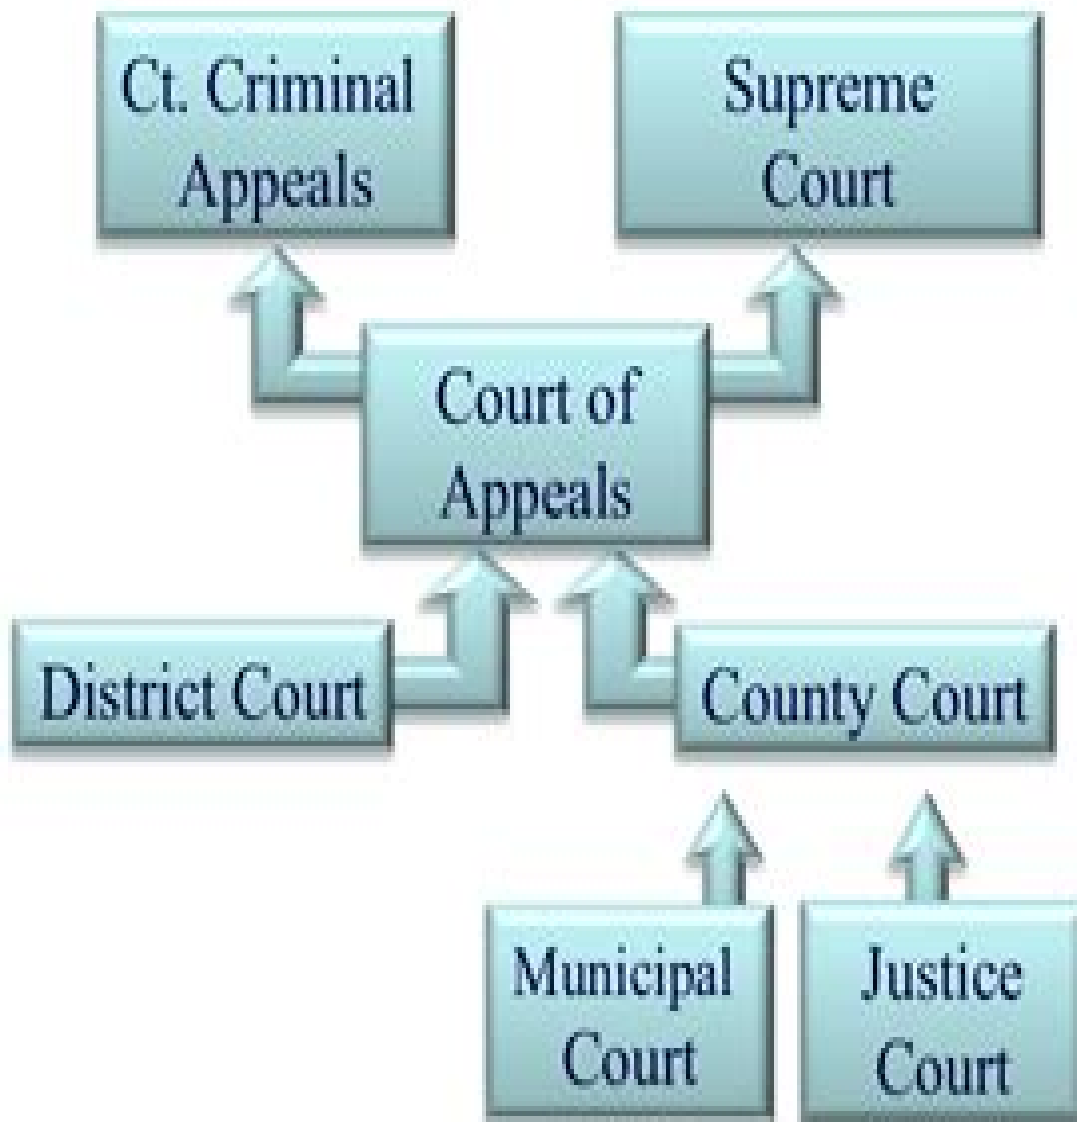 Ct. Criminal
Appeals
Supreme
Court
Court of
Appeals
District Court
County Court
Municipal
Court
Justice
Court